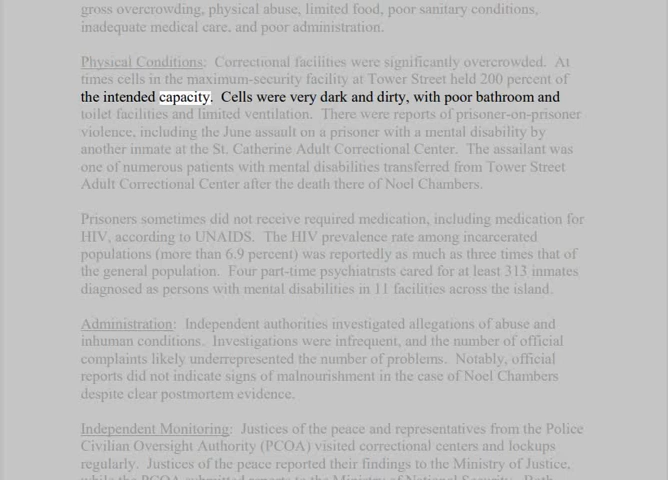 gross overcrowding, physical abuse, limited food, poor sanitary conditions,
inadequate medical care, and poor administration.
Physical Conditions:  Correctional facilities were significantly overcrowded.  At
times cells in the maximum-security facility at Tower Street held 200 percent of
the intended capacity.  Cells were very dark and dirty, with poor bathroom and
toilet facilities and limited ventilation.  There were reports of prisoner-on-prisoner
violence, including the June assault on a prisoner with a mental disability by
another inmate at the St. Catherine Adult Correctional Center.  The assailant was
one of numerous patients with mental disabilities transferred from Tower Street
Adult Correctional Center after the death there of Noel Chambers.
Prisoners sometimes did not receive required medication, including medication for
HIV, according to UNAIDS.  The HIV prevalence rate among incarcerated
populations (more than 6.9 percent) was reportedly as much as three times that of
the general population.  Four part-time psychiatrists cared for at least 313 inmates
diagnosed as persons with mental disabilities in 11 facilities across the island.
Administration:  Independent authorities investigated allegations of abuse and
inhuman conditions.  Investigations were infrequent, and the number of official
complaints likely underrepresented the number of problems.  Notably, official
reports did not indicate signs of malnourishment in the case of Noel Chambers
despite clear postmortem evidence.
Independent Monitoring:  Justices of the peace and representatives from the Police
Civilian Oversight Authority (PCOA) visited correctional centers and lockups
regularly.  Justices of the peace reported their findings to the Ministry of Justice,
while the PCOA submitted reports to the Ministry of National Security.  Both